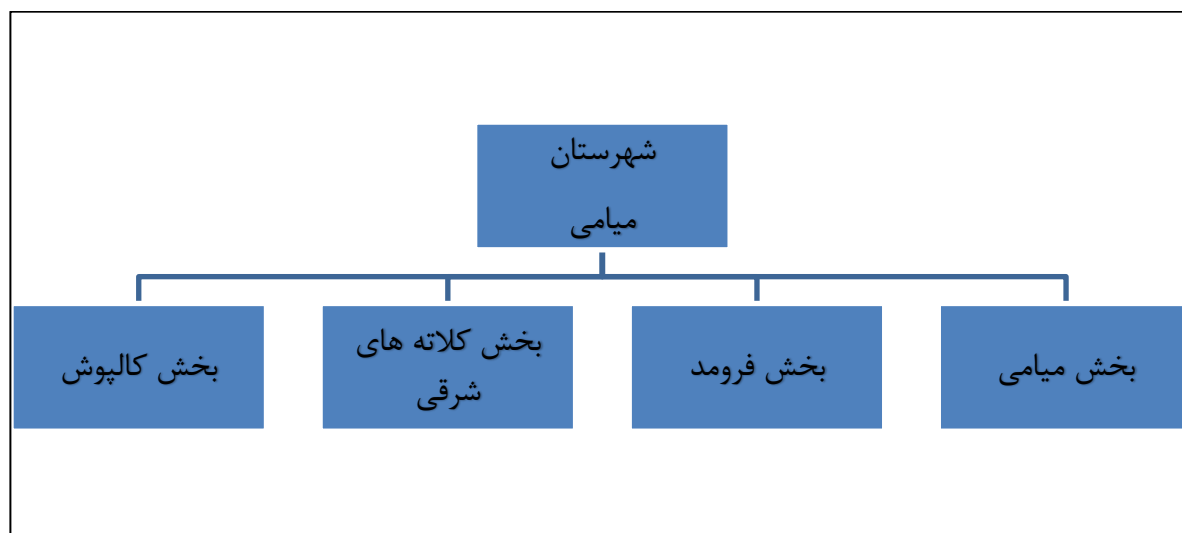 شهرستان
میامی
بخش میامی
بخش فرومد
بخش کلاته های
شرقی
بخش کالپوش